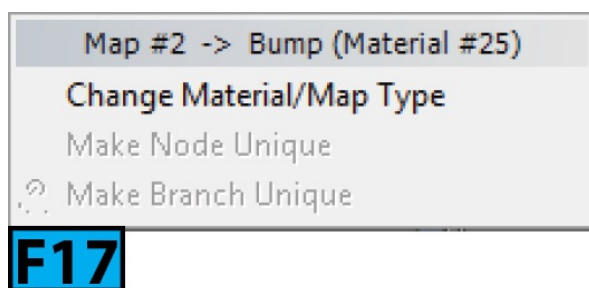 Map #2 -> Bump (Material #25)
Change Material/Map Type
Make Node Unique
Make Branch Unique
F17